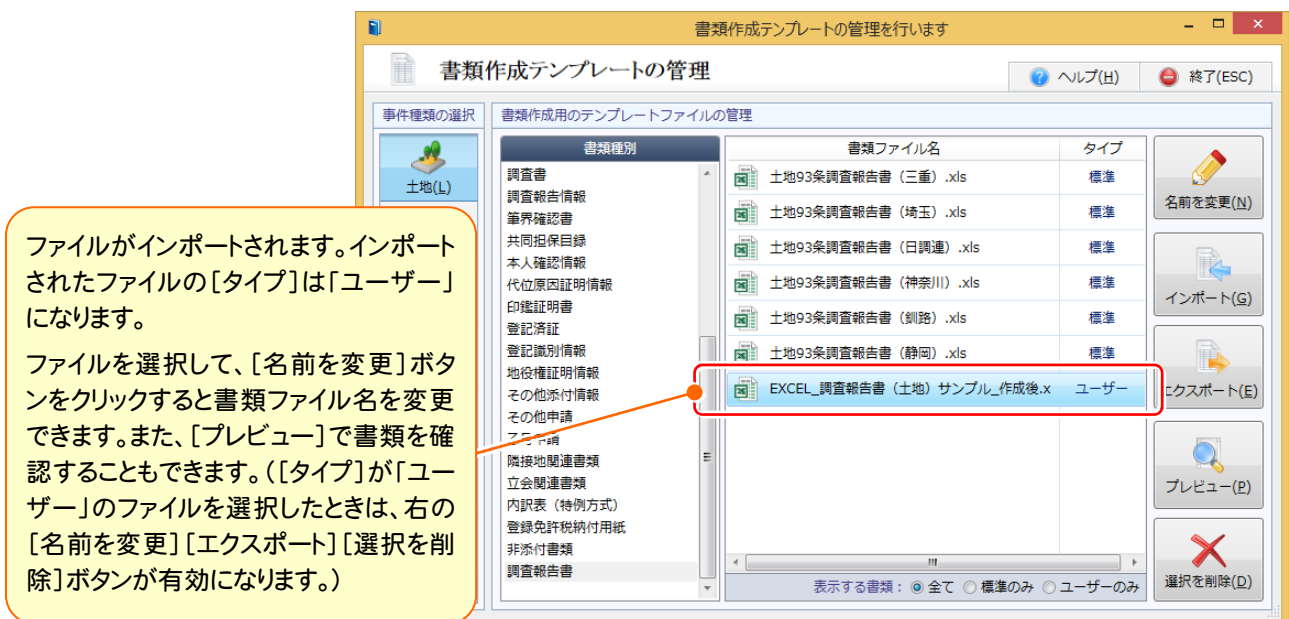 書類作成テンプレートの管理を行います
書類作成テンプレートの管理
ヘルプ(H)
終了(ESC)
事件種類の選択
土地(L)
書類作成用のテンプレートファイルの管理
書類種別
調査書
調査報告情報
筆界確認書
共同担保目録
本人確認情報
代位原因証明情報
印鑑証明書
登記済証
登記識別情報
地役権証明情報
その他添付情報
その他申請
隣接地関連書類
立会関連書類
内訳表（特例方式）
登録免許税納付用紙
非添付書類
調査報告書
書類ファイル名 タイプ
土地93条調査報告書（三重）.xls 標準
土地93条調査報告書（埼玉）.xls 標準
土地93条調査報告書（日調連）.xls 標準
土地93条調査報告書（神奈川）.xls 標準
土地93条調査報告書（釧路）.xls 標準
土地93条調査報告書（静岡）.xls 標準
EXCEL_調査報告書（土地）サンプル_作成後.x ユーザー
表示する書類： 全て 標準のみ ユーザーのみ
名前を変更(N)
インポート(G)
エクスポート(E)
プレビュー(P)
選択を削除(D)
ファイルがインポートされます。インポート
されたファイルの［タイプ］は「ユーザー」
になります。
ファイルを選択して、［名前を変更］ボタ
ンをクリックすると書類ファイル名を変更
できます。また、［プレビュー］で書類を確
認することもできます。（［タイプ］が「ユー
ザー」のファイルを選択したときは、右の
［名前を変更］［エクスポート］［選択を削
除］ボタンが有効になります。）